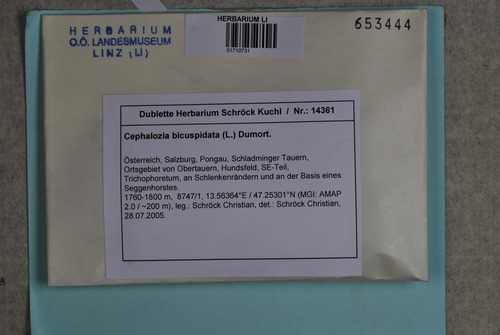 HERBARIUM
O.Ö. LANDESMUSEUM
LINZ (LI)
HERBARIUM LI
01710731
653444
Dublette Herbarium Schröck Kuchl / Nr.: 14361
Cephalozia bicuspidata (L.) Dumort.
Österreich, Salzburg, Pongau, Schladminger Tauern,
Ortsgebiet von Obertauern, Hundsfeld, SE-Teil,
Trichophoretum, an Schlenkenrändern und an der Basis eines
Seggenhorstes.
1760-1800 m, 8747/1, 13.56364°E / 47.25301°N (MGI: AMAP
2.0 / ~200 m), leg.: Schröck Christian, det.: Schröck Christian,
28.07.2005.